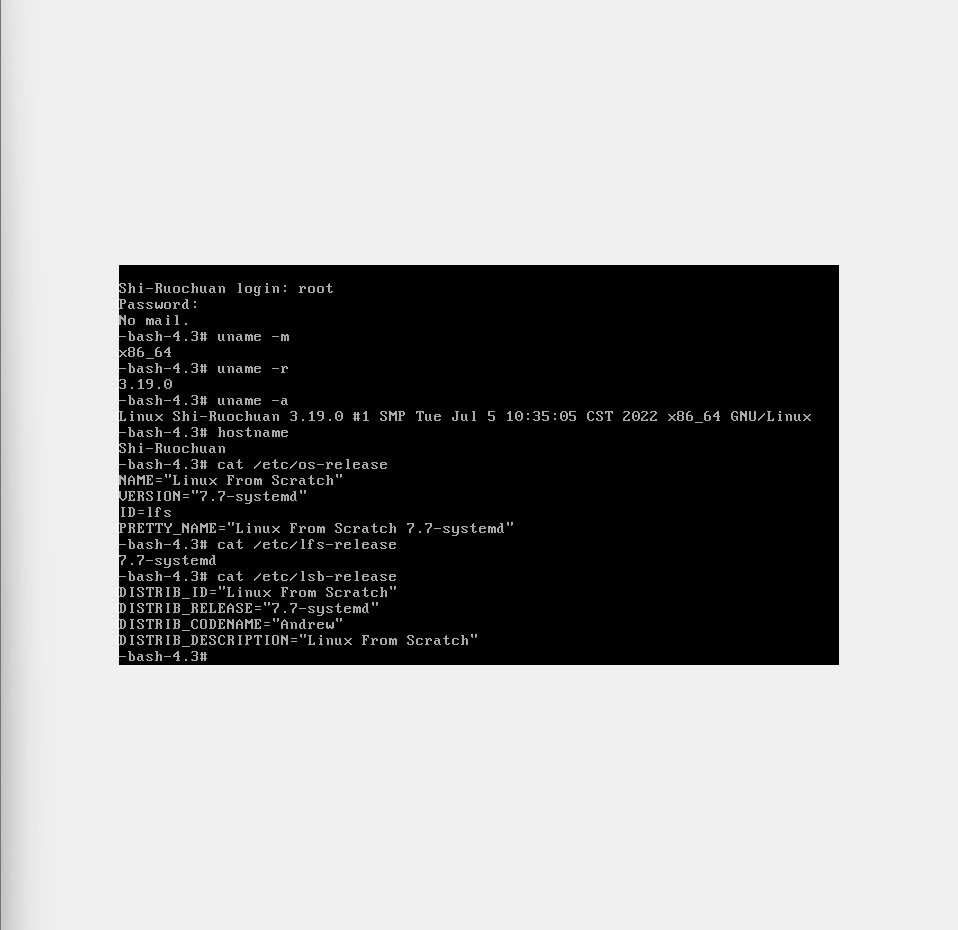 Shi-Ruochuan login: root
Password:
No mail.
-bash-4.3# uname -m
x86_64
-bash-4.3# uname -r
3.19.0
-bash-4.3# uname -a
Linux Shi-Ruochuan 3.19.0 #1 SMP Tue Jul 5 10:35:05 CST 2022 x86_64 GNU/Linux
-bash-4.3# hostname
Shi-Ruochuan
-bash-4.3# cat /etc/os-release
NAME="Linux From Scratch"
VERSION="7.7-systemd"
ID=lfs
PRETTY_NAME="Linux From Scratch 7.7-systemd"
-bash-4.3# cat /etc/lfs-release
7.7-systemd
-bash-4.3# cat /etc/lsb-release
DISTRIB_ID="Linux From Scratch"
DISTRIB_RELEASE="7.7-systemd"
DISTRIB_CODENAME="Andrew"
DISTRIB_DESCRIPTION="Linux From Scratch"
-bash-4.3#